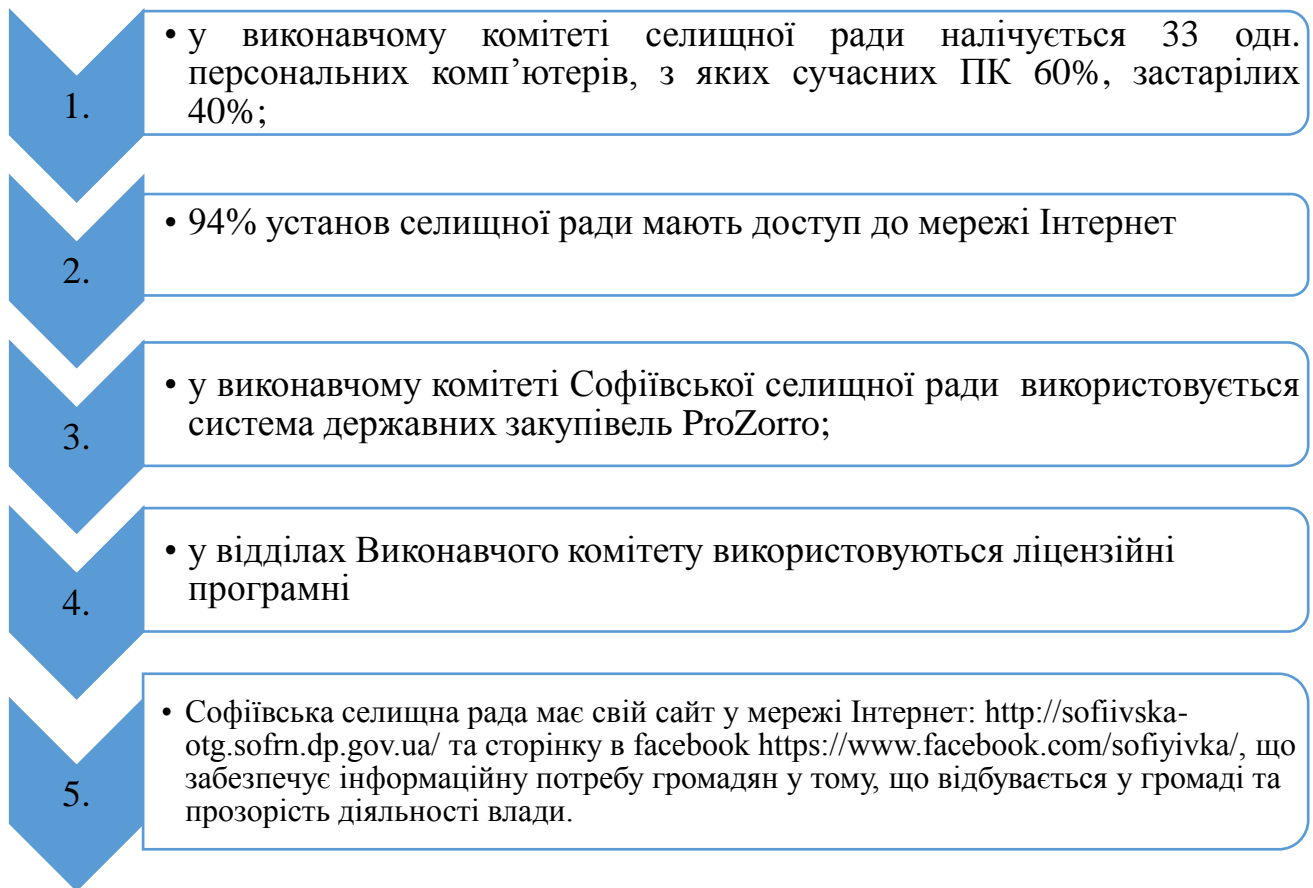 1.
• у виконавчому комітеті селищної ради налічується 33 одн.
персональних комп’ютерів, з яких сучасних ПК 60%, застарілих
40%;
2.
• 94% установ селищної ради мають доступ до мережі Інтернет
3.
• у виконавчому комітеті Софіївської селищної ради використовується
система державних закупівель ProZorro;
4.
• у відділах Виконавчого комітету використовуються ліцензійні
програмні
5.
• Софіївська селищна рада має свій сайт у мережі Інтернет: http://sofiivska-
otg.sofrn.dp.gov.ua/ та сторінку в facebook https://www.facebook.com/sofiyivka/, що
забезпечує інформаційну потребу громадян у тому, що відбувається у громаді та
прозорість діяльності влади.